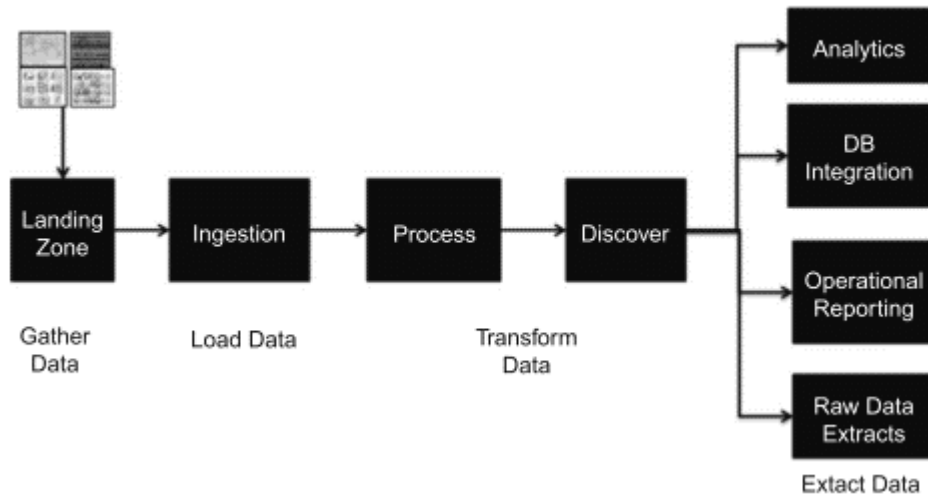 Analytics
DB
Integration
Landing
Zone
Ingestion
Process
Discover
Operational
Reporting
Gather
Data
Load Data
Transform
Data
Raw Data
Extracts
Extact Data